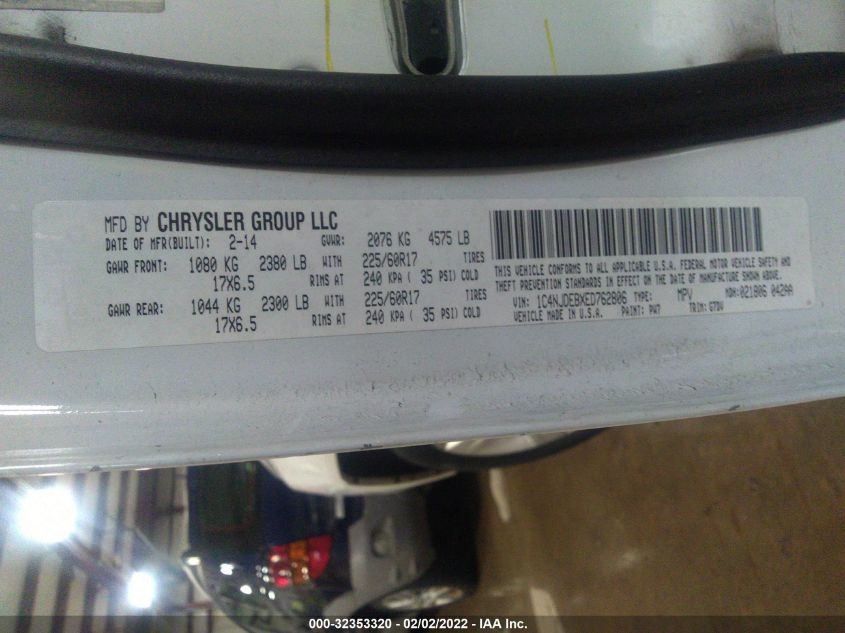 MFD BY CHRYSLER GROUP LLC
DATE OF MFR(BUILT): 2-14 GVWR: 2076 KG 4575 LB
GAWR FRONT: 1080 KG 2380 LB WITH 225/60R17 TIRES
17X6.5 RIMS AT 240 KPA ( 35 PSI) COLD
GAWR REAR: 1044 KG 2300 LB WITH 225/60R17 TIRES
17X6.5 RIMS AT 240 KPA ( 35 PSI) COLD
THIS VEHICLE CONFORMS TO ALL APPLICABLE U.S.A. FEDERAL MOTOR VEHICLE SAFETY AND
THEFT PREVENTION STANDARDS IN EFFECT ON THE DATE OF MANUFACTURE SHOWN ABOVE.
VIN: 1C4NJDEBXED762806 TYPE: MPV MDH:021806 042AA
VEHICLE MADE IN U.S.A. PAINT: PW7 TRIM: G7DV
000-32353320 - 02/02/2022 - IAA Inc.